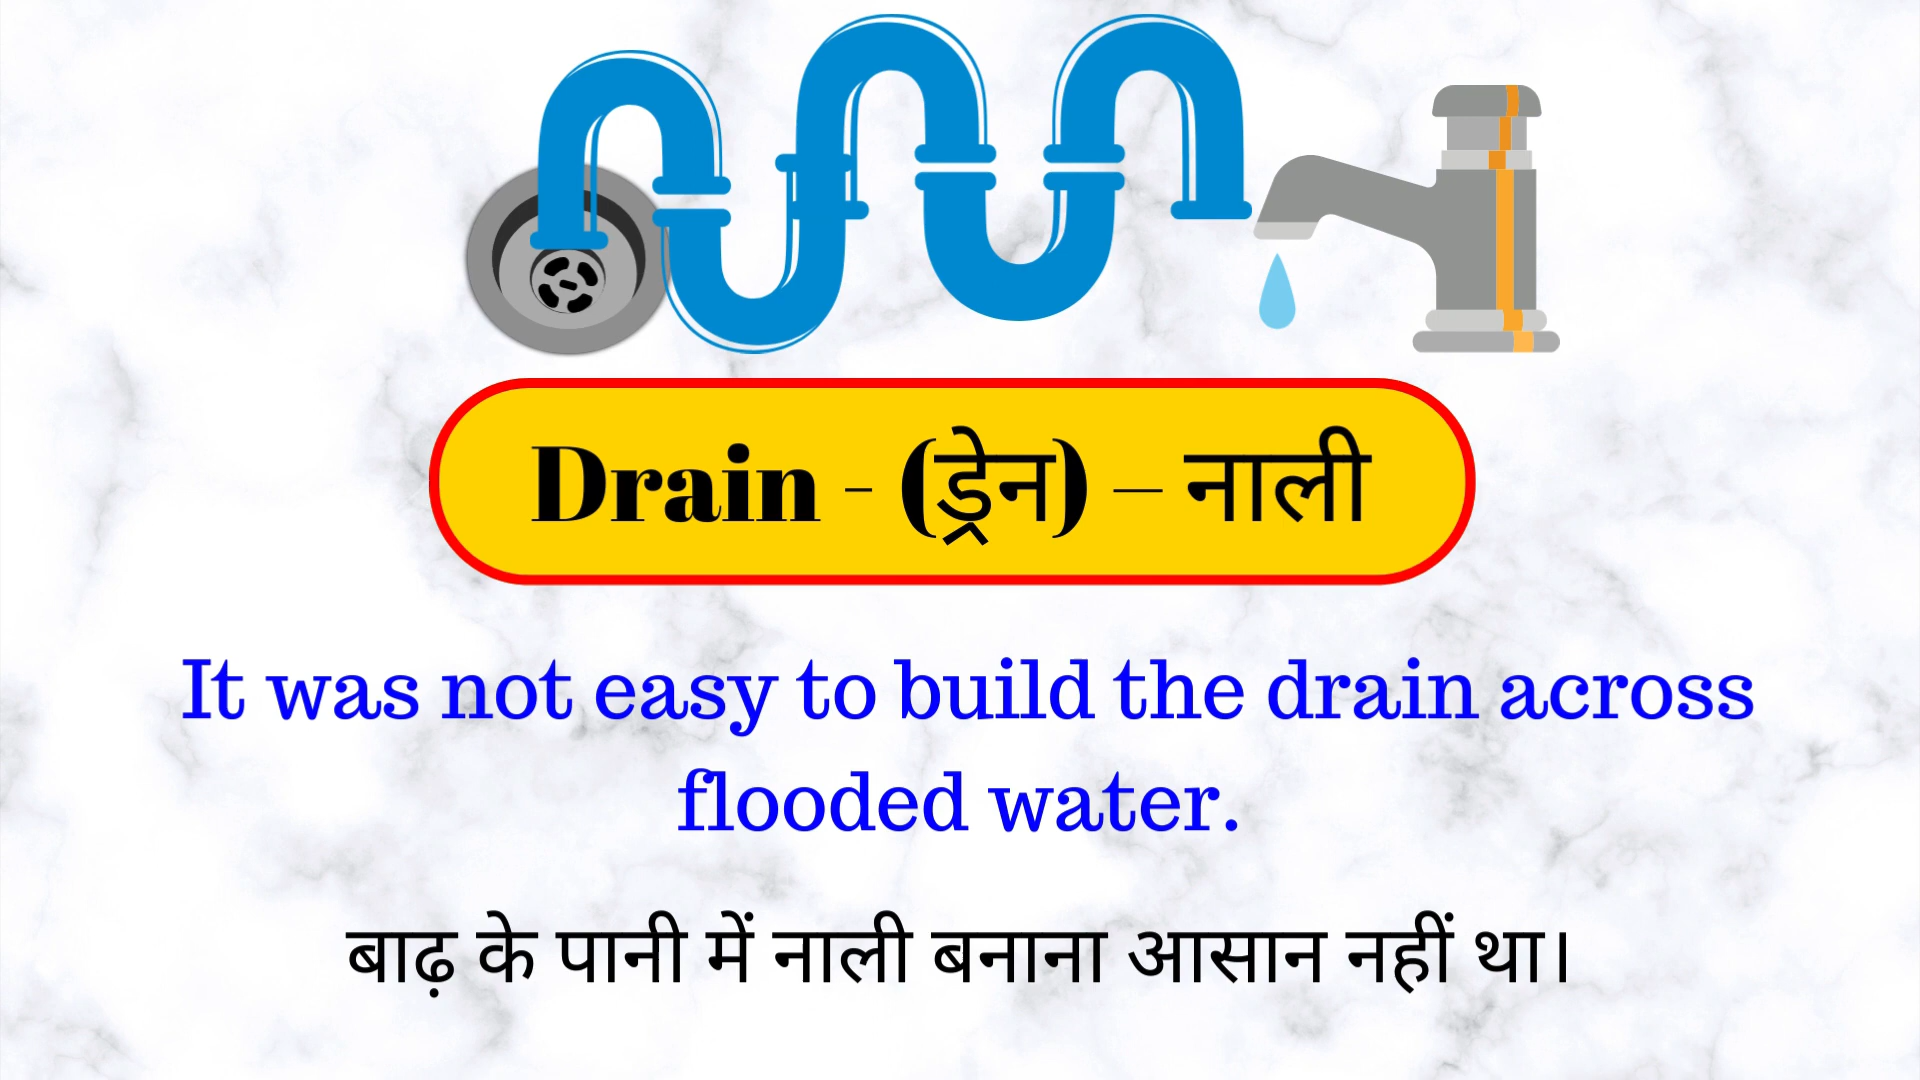 Drain - (ड्रेन) – नाली
It was not easy to build the drain across
flooded water.
बाढ़ के पानी में नाली बनाना आसान नहीं था।